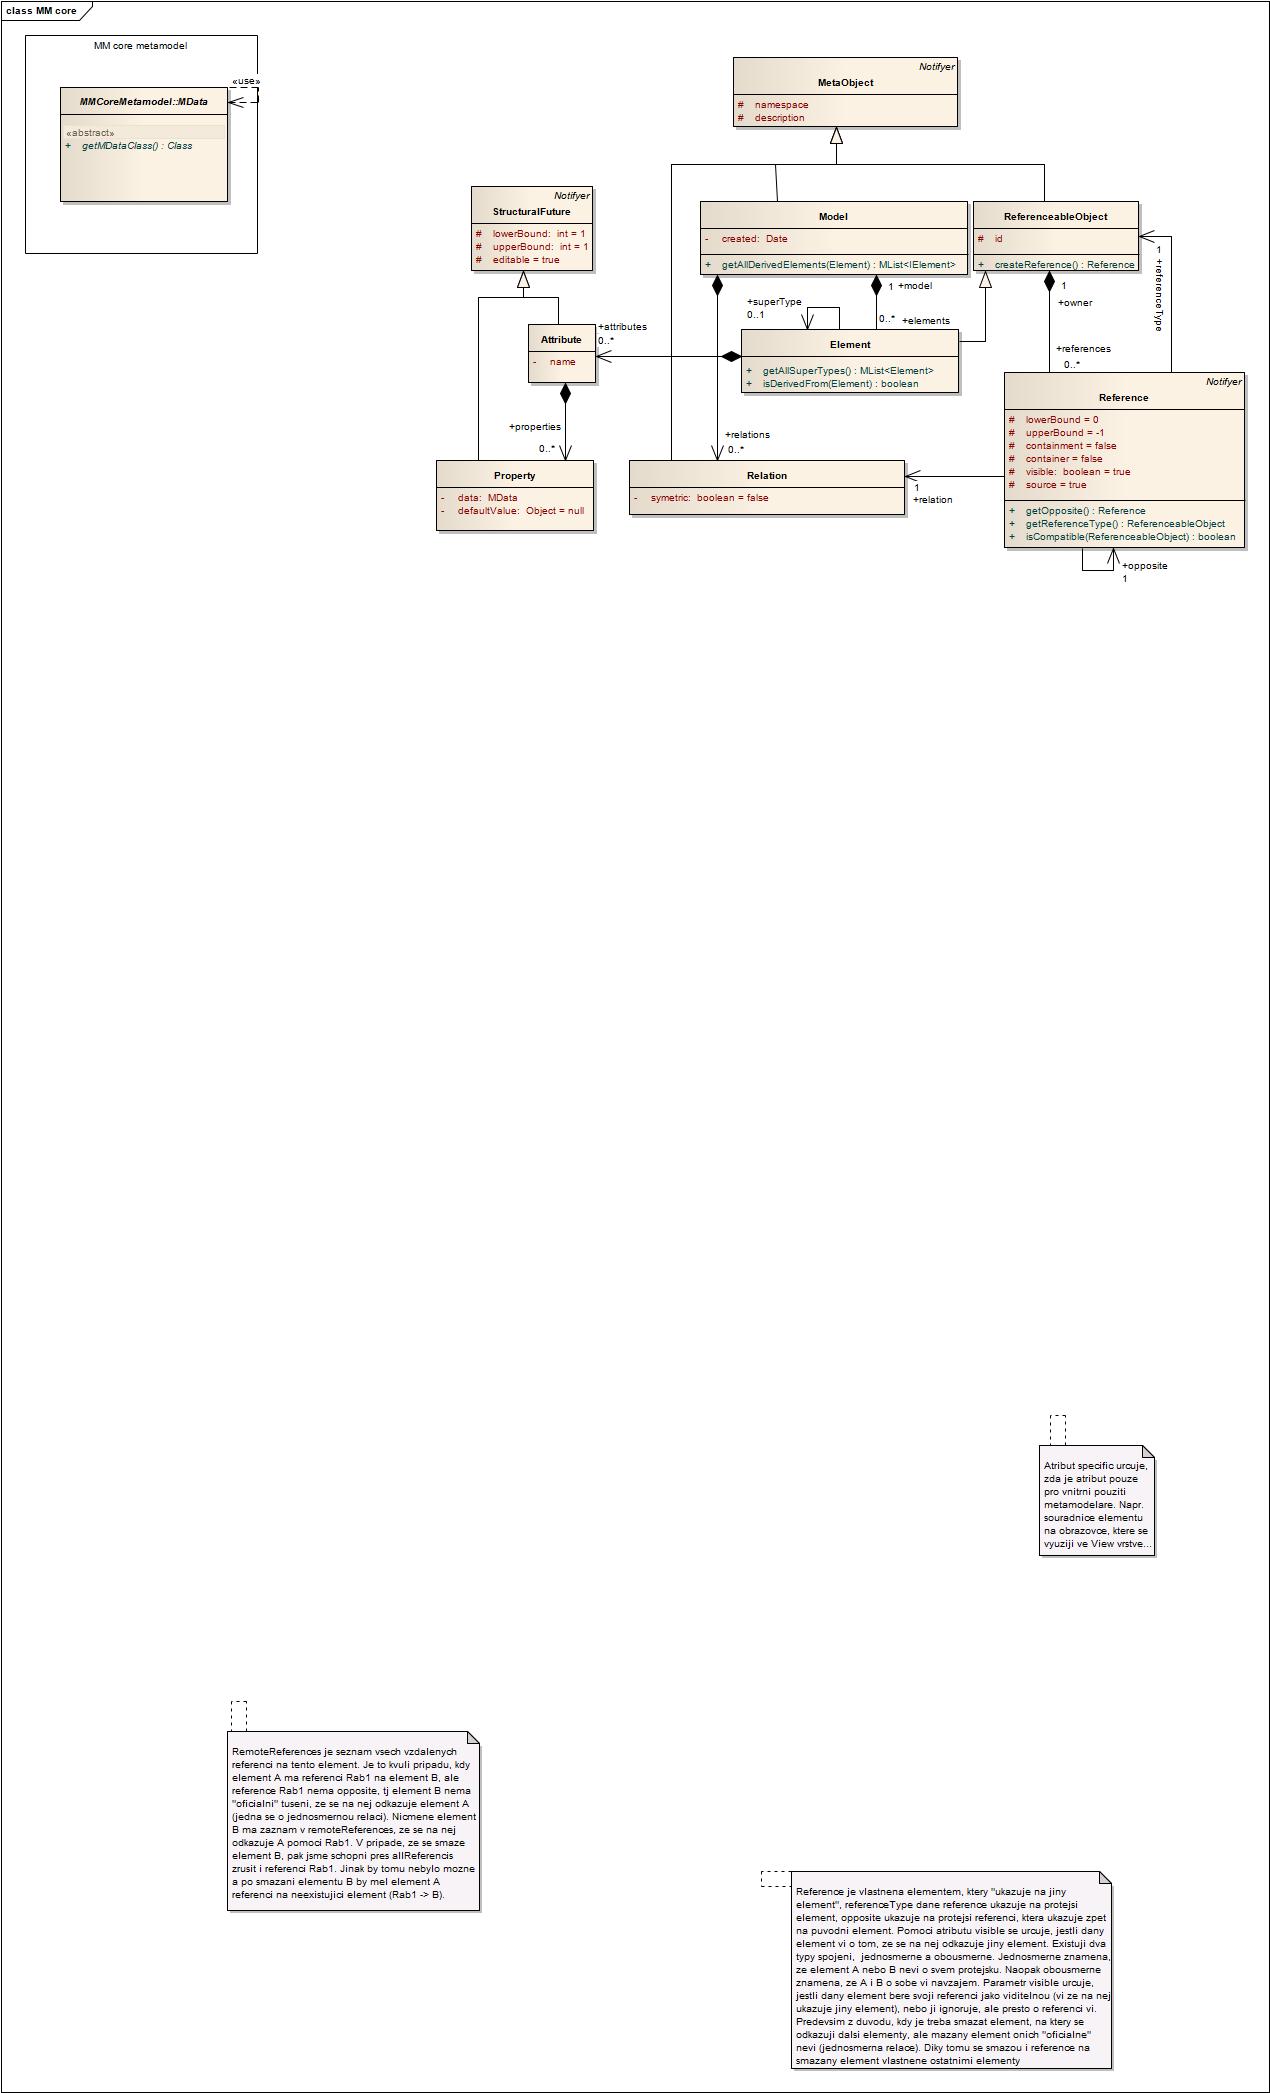 class MM core
MM core metamodel
«use»
MMCoreMetamodel::MData
«abstract»
+ getMDataClass() : Class
Notifyer
MetaObject
# namespace
# description
Notifyer
StructuralFuture
# lowerBound: int = 1
# upperBound: int = 1
# editable = true
Model
- created: Date
+ getAllDerivedElements(Element) : MList<IElement>
ReferenceableObject
# id
+ createReference() : Reference
1
+referenceType
1 +model
1
+owner
+superType
0..1
0..* +elements
+attributes
0..*
Attribute
- name
Element
+ getAllSuperTypes() : MList<Element>
+ isDerivedFrom(Element) : boolean
+references
0..*
Notifyer
Reference
# lowerBound = 0
# upperBound = -1
# containment = false
# container = false
# visible: boolean = true
# source = true
+ getOpposite() : Reference
+ getReferenceType() : ReferenceableObject
+ isCompatible(ReferenceableObject) : boolean
+properties
0..*
+relations
0..*
Property
- data: MData
- defaultValue: Object = null
Relation
- symetric: boolean = false
1
+relation
+opposite
1
Atribut specific urcuje,
zda je atribut pouze
pro vnitrni pouziti
metamodelare. Napr.
souradnice elementu
na obrazovce, ktere se
vyuziji ve View vrstve...
RemoteReferences je seznam vsech vzdalenych
referenci na tento element. Je to kvuli pripadu, kdy
element A ma referenci Rab1 na element B, ale
reference Rab1 nema opposite, tj element B nema
"oficialni" tuseni, ze se na nej odkazuje element A
(jedna se o jednosmernou relaci). Nicmene element
B ma zaznam v remoteReferences, ze se na nej
odkazuje A pomoci Rab1. V pripade, ze se smaze
element B, pak jsme schopni pres allReferencis
zrusit i referenci Rab1. Jinak by tomu nebylo mozne
a po smazani elementu B by mel element A
referenci na neexistujici element (Rab1 -> B).
Reference je vlastnena elementem, ktery "ukazuje na jiny
element", referenceType dane reference ukazuje na protejsi
element, opposite ukazuje na protejsi referenci, ktera ukazuje zpet
na puvodni element. Pomoci atributu visible se urcuje, jestli dany
element vi o tom, ze se na nej odkazuje jiny element. Existuji dva
typy spojeni, jednosmerne a obousmerne. Jednosmerne znamena,
ze element A nebo B nevi o svem protejsku. Naopak obousmerne
znamena, ze A i B o sobe vi navzajem. Parametr visible urcuje,
jestli dany element bere svoji referenci jako viditelnou (vi ze na nej
ukazuje jiny element), nebo ji ignoruje, ale presto o referenci vi.
Predevsim z duvodu, kdy je treba smazat element, na ktery se
odkazuji dalsi elementy, ale mazany element onich "oficialne"
nevi (jednosmerna relace). Diky tomu se smazou i reference na
smazany element vlastnene ostatnimi elementy